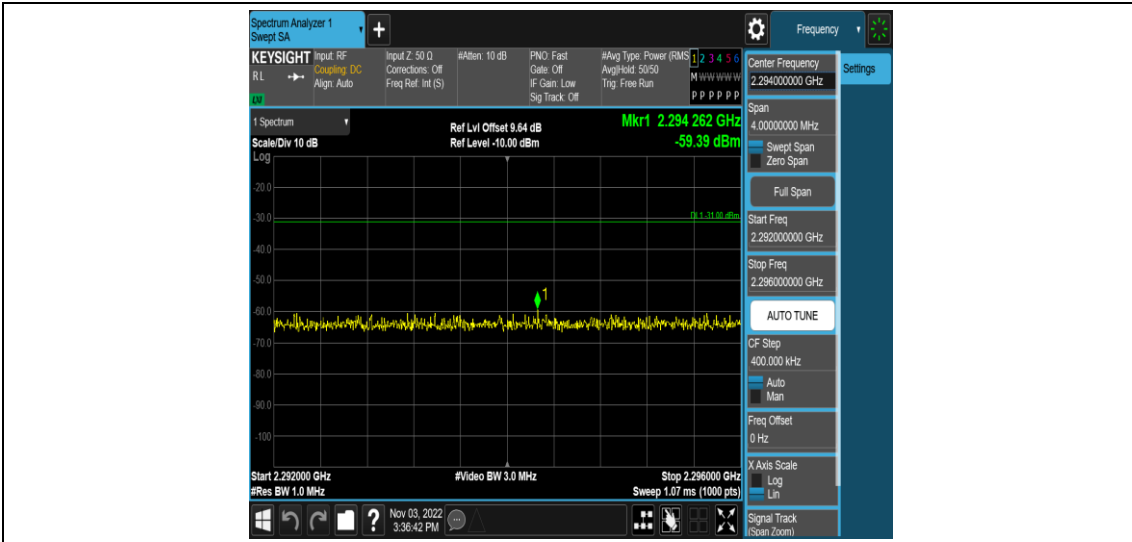 Spectrum Analyzer 1
Swept SA
Frequency
KEYSIGHT
RL
LXI
Input: RF
Coupling: DC
Align: Auto
Input Z: 50 Ω
Corrections: Off
Freq Ref: Int (S)
#Atten: 10 dB
PNO: Fast
Gate: Off
IF Gain: Low
Sig Track: Off
#Avg Type: Power (RMS
Avg|Hold: 50/50
Trig: Free Run
1 2 3 4 5 6
M W W W W W
P P P P P P
Center Frequency
2.294000000 GHz
Settings
1 Spectrum
Scale/Div 10 dB
Log
Ref Lvl Offset 9.64 dB
Ref Level -10.00 dBm
Mkr1 2.294 262 GHz
-59.39 dBm
-20.0
-30.0
-40.0
-50.0
-60.0
-70.0
-80.0
-90.0
-100
DL1 -31.00 dBm
1
Start 2.292000 GHz
#Res BW 1.0 MHz
#Video BW 3.0 MHz
Stop 2.296000 GHz
Sweep 1.07 ms (1000 pts)
Span
4.00000000 MHz
Swept Span
Zero Span
Full Span
Start Freq
2.292000000 GHz
Stop Freq
2.296000000 GHz
AUTO TUNE
CF Step
400.000 kHz
Auto
Man
Freq Offset
0 Hz
X Axis Scale
Log
Lin
Signal Track
(Span Zoom)
?
Nov 03, 2022
3:36:42 PM